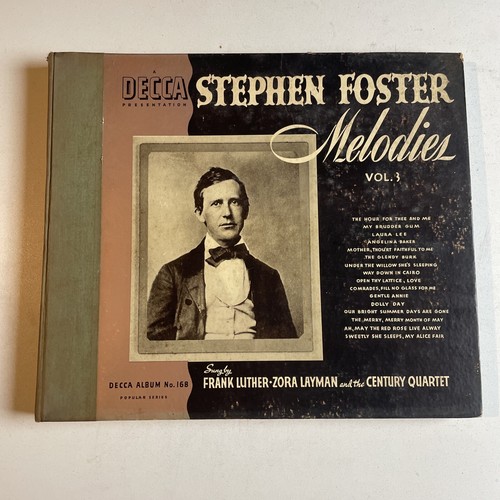 A
DECCA
PRESENTATION
STEPHEN FOSTER
Melodies
VOL. 3
THE HOUR FOR THEE AND ME
MY BRUDDER GUM
LAURA LEE
ANGELINA BAKER
MOTHER, THOU'RT FAITHFUL TO ME
THE GLENDY BURK
UNDER THE WILLOW SHE'S SLEEPING
WAY DOWN IN CAIRO
OPEN THY LATTICE, LOVE
COMRADES, FILL NO GLASS FOR ME
GENTLE ANNIE
DOLLY DAY
OUR BRIGHT SUMMER DAYS ARE GONE
THE, MERRY, MERRY MONTH OF MAY
AH, MAY THE RED ROSE LIVE ALWAY
SWEETLY SHE SLEEPS, MY ALICE FAIR
Sung by
FRANK LUTHER-ZORA LAYMAN and the CENTURY QUARTET
DECCA ALBUM No. 168
POPULAR SERIES